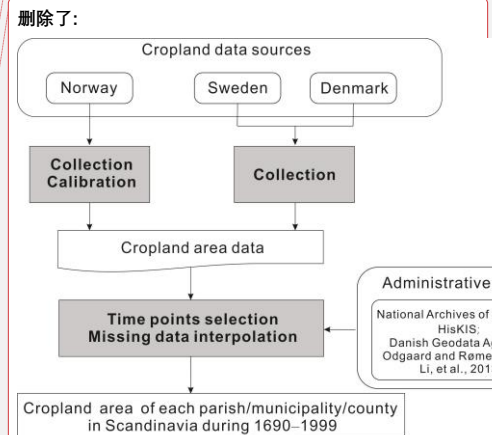 删除了:
Cropland data sources
Norway
Sweden
Denmark
Collection
Calibration
Collection
Cropland area data
Administrative
National Archives of
HisKIS;
Danish Geodata
Odgaard and Røme
Li, et al., 201
Time points selection
Missing data interpolation
Cropland area of each parish/municipality/county
in Scandinavia during 1690–1999